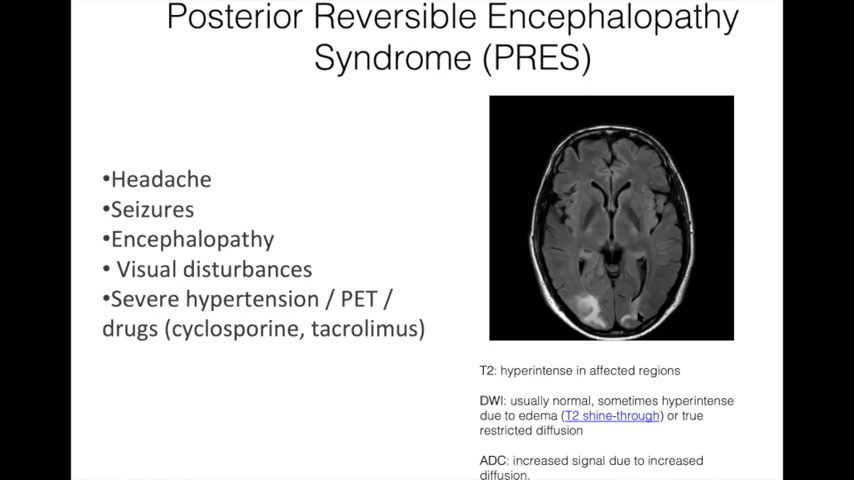 Posterior Reversible Encephalopathy
Syndrome (PRES)
•Headache
•Seizures
•Encephalopathy
• Visual disturbances
•Severe hypertension / PET /
drugs (cyclosporine, tacrolimus)
T2: hyperintense in affected regions
DWI: usually normal, sometimes hyperintense
due to edema (T2 shine-through) or true
restricted diffusion
ADC: increased signal due to increased
diffusion.